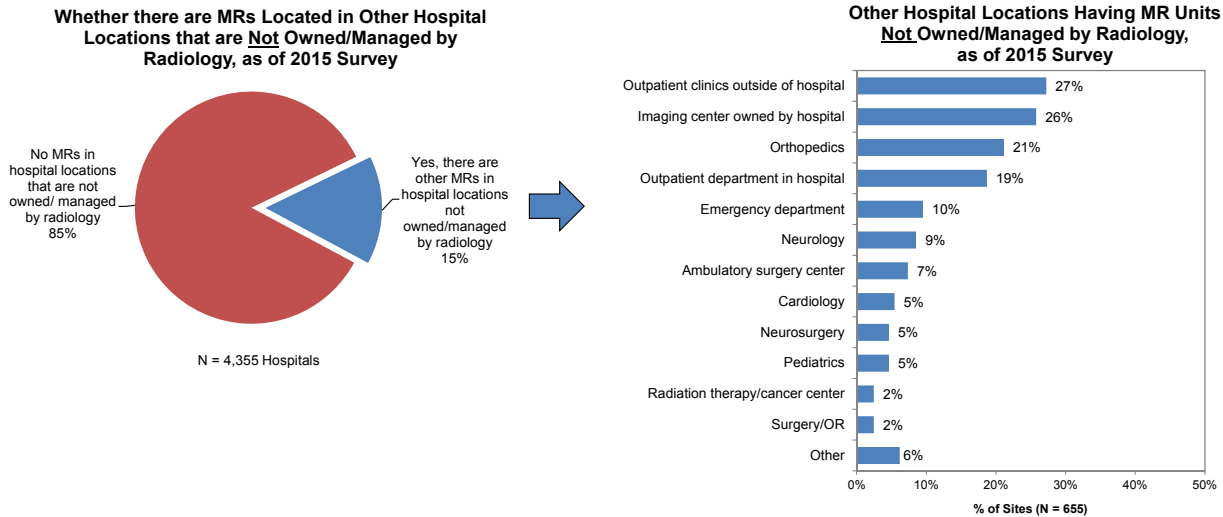 Whether there are MRs Located in Other Hospital
Locations that are Not Owned/Managed by
Radiology, as of 2015 Survey
No MRs in
hospital locations
that are not
owned/ managed
by radiology
85%
Yes, there are
other MRs in
hospital locations
not
owned/managed
by radiology
15%
N = 4,355 Hospitals
Other Hospital Locations Having MR Units
Not Owned/Managed by Radiology,
as of 2015 Survey
Outpatient clinics outside of hospital 27%
Imaging center owned by hospital 26%
Orthopedics 21%
Outpatient department in hospital 19%
Emergency department 10%
Neurology 9%
Ambulatory surgery center 7%
Cardiology 5%
Neurosurgery 5%
Pediatrics 5%
Radiation therapy/cancer center 2%
Surgery/OR 2%
Other 6%
0% 10% 20% 30% 40% 50%
% of Sites (N = 655)